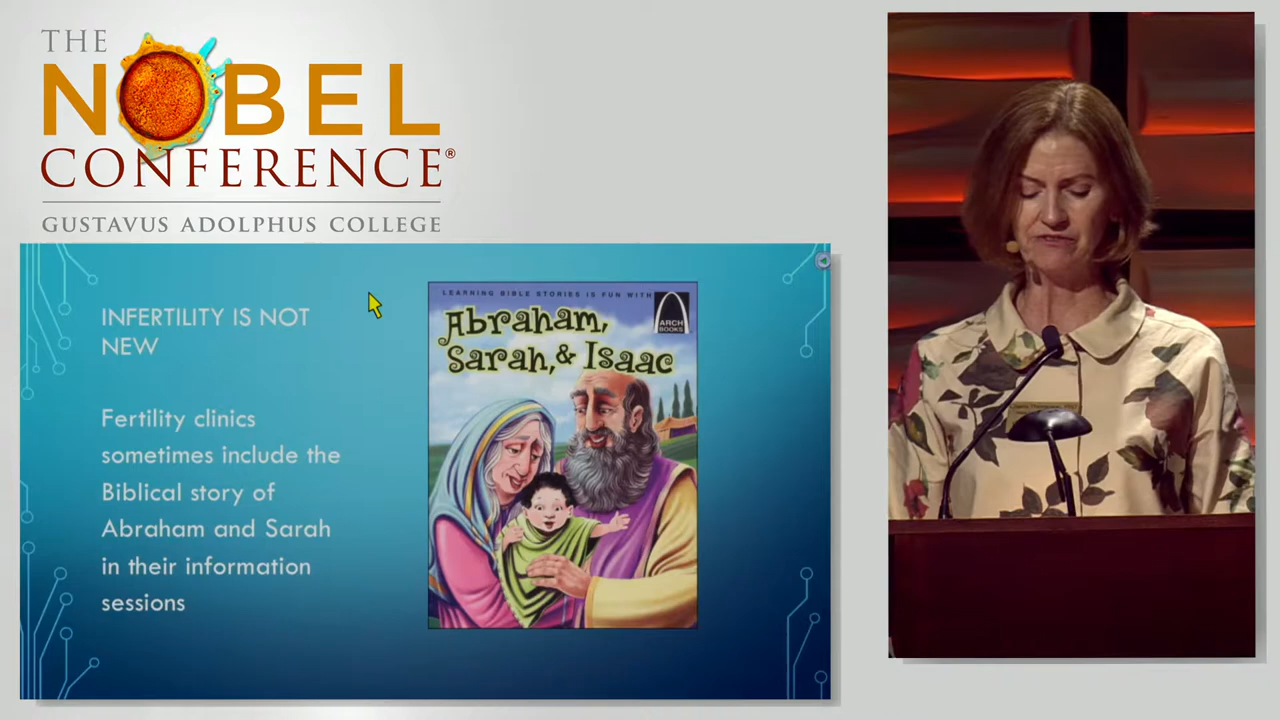 THE
NOBEL
CONFERENCE®
GUSTAVUS ADOLPHUS COLLEGE
INFERTILITY IS NOT
NEW
Fertility clinics
sometimes include the
Biblical story of
Abraham and Sarah
in their information
sessions
LEARNING BIBLE STORIES IS FUN WITH
ARCH
BOOKS
Abraham,
Sarah, & Isaac